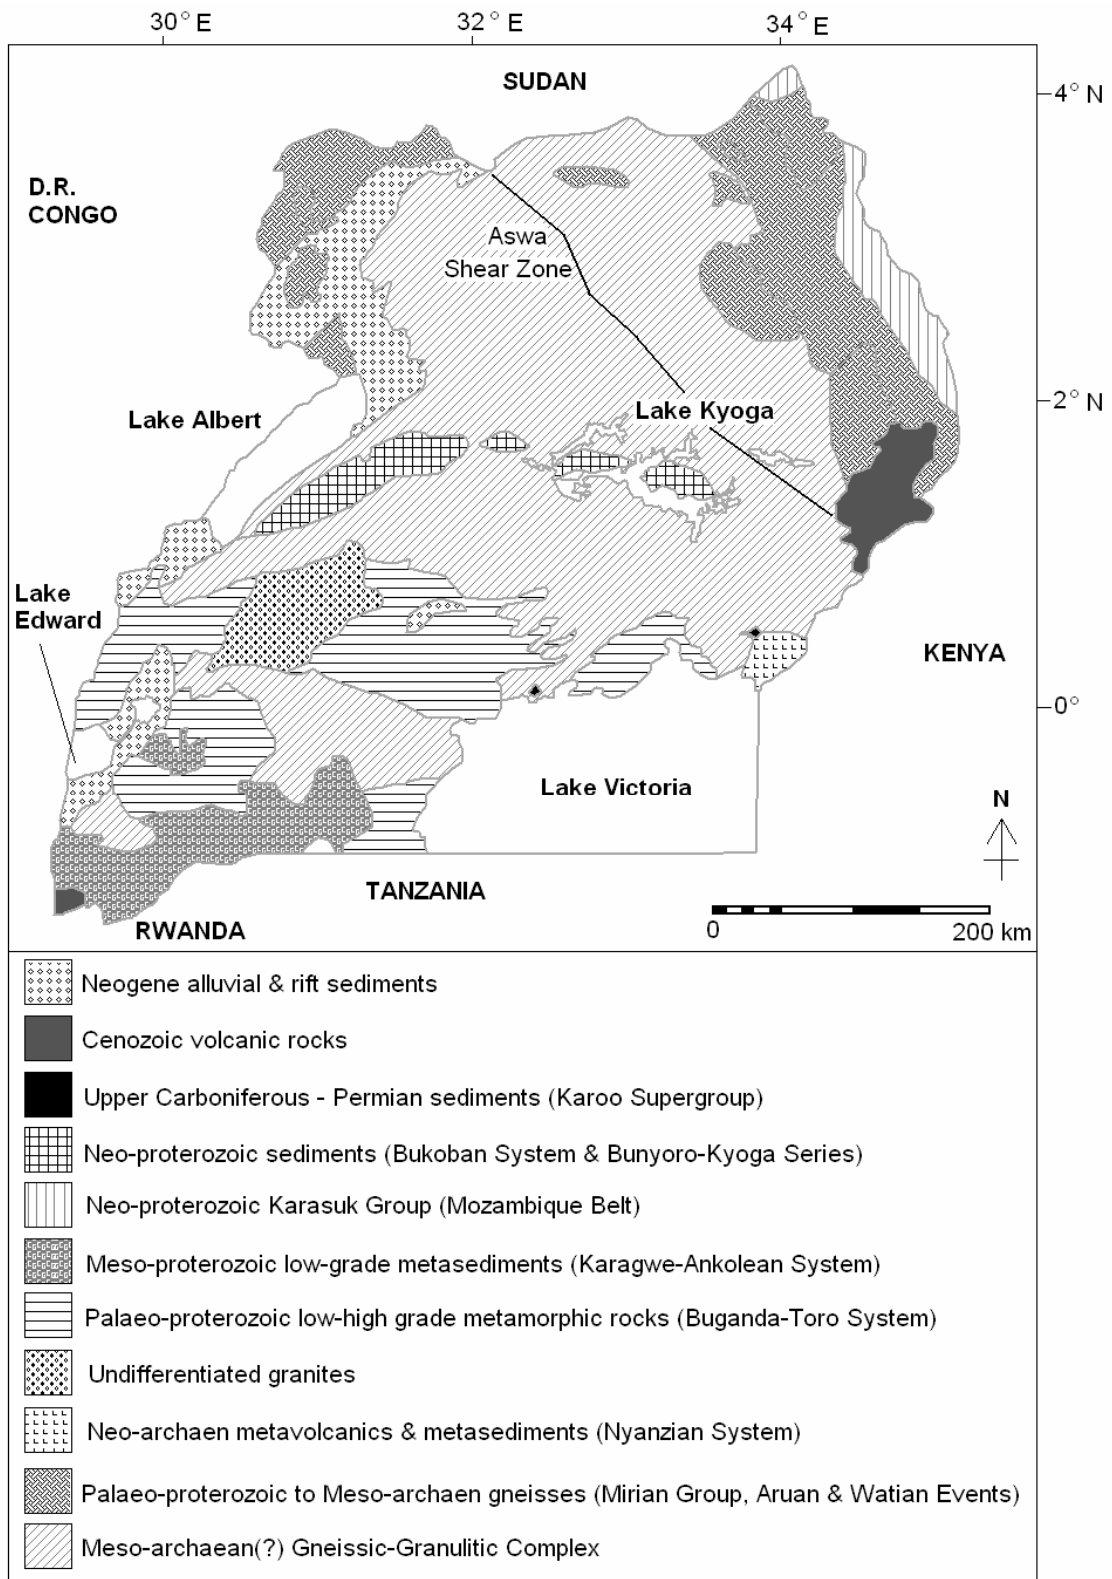 30° E 32° E 34° E
SUDAN
4° N
D.R.
CONGO
Aswa
Shear Zone
2° N
Lake Albert
Lake Kyoga
Lake
Edward
KENYA
0°
Lake Victoria
N
TANZANIA
RWANDA
0 200 km
Neogene alluvial & rift sediments
Cenozoic volcanic rocks
Upper Carboniferous - Permian sediments (Karoo Supergroup)
Neo-proterozoic sediments (Bukoban System & Bunyoro-Kyoga Series)
Neo-proterozoic Karasuk Group (Mozambique Belt)
Meso-proterozoic low-grade metasediments (Karagwe-Ankolean System)
Palaeo-proterozoic low-high grade metamorphic rocks (Buganda-Toro System)
Undifferentiated granites
Neo-archaen metavolcanics & metasediments (Nyanzian System)
Palaeo-proterozoic to Meso-archaen gneisses (Mirian Group, Aruan & Watian Events)
Meso-archaean(?) Gneissic-Granulitic Complex